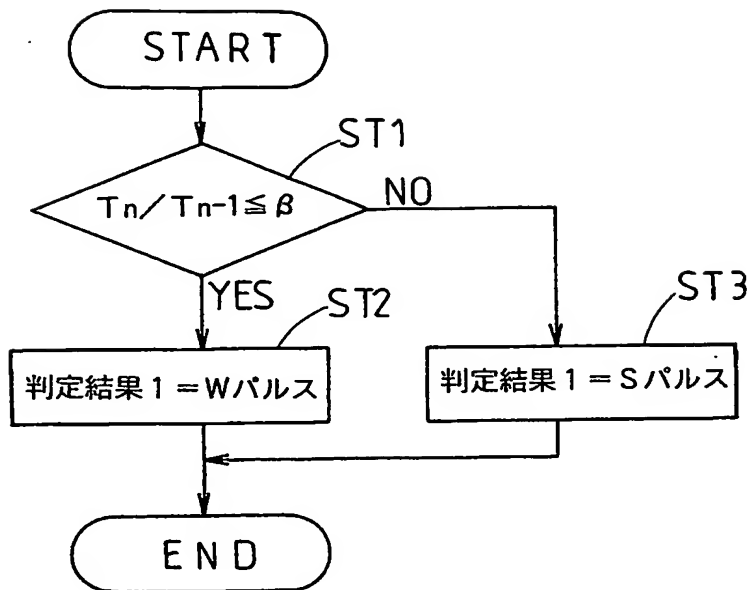 START
ST1
Tn/Tn-1≦β
NO
YES
ST2
ST3
判定結果1=Wパルス
判定結果1=Sパルス
END